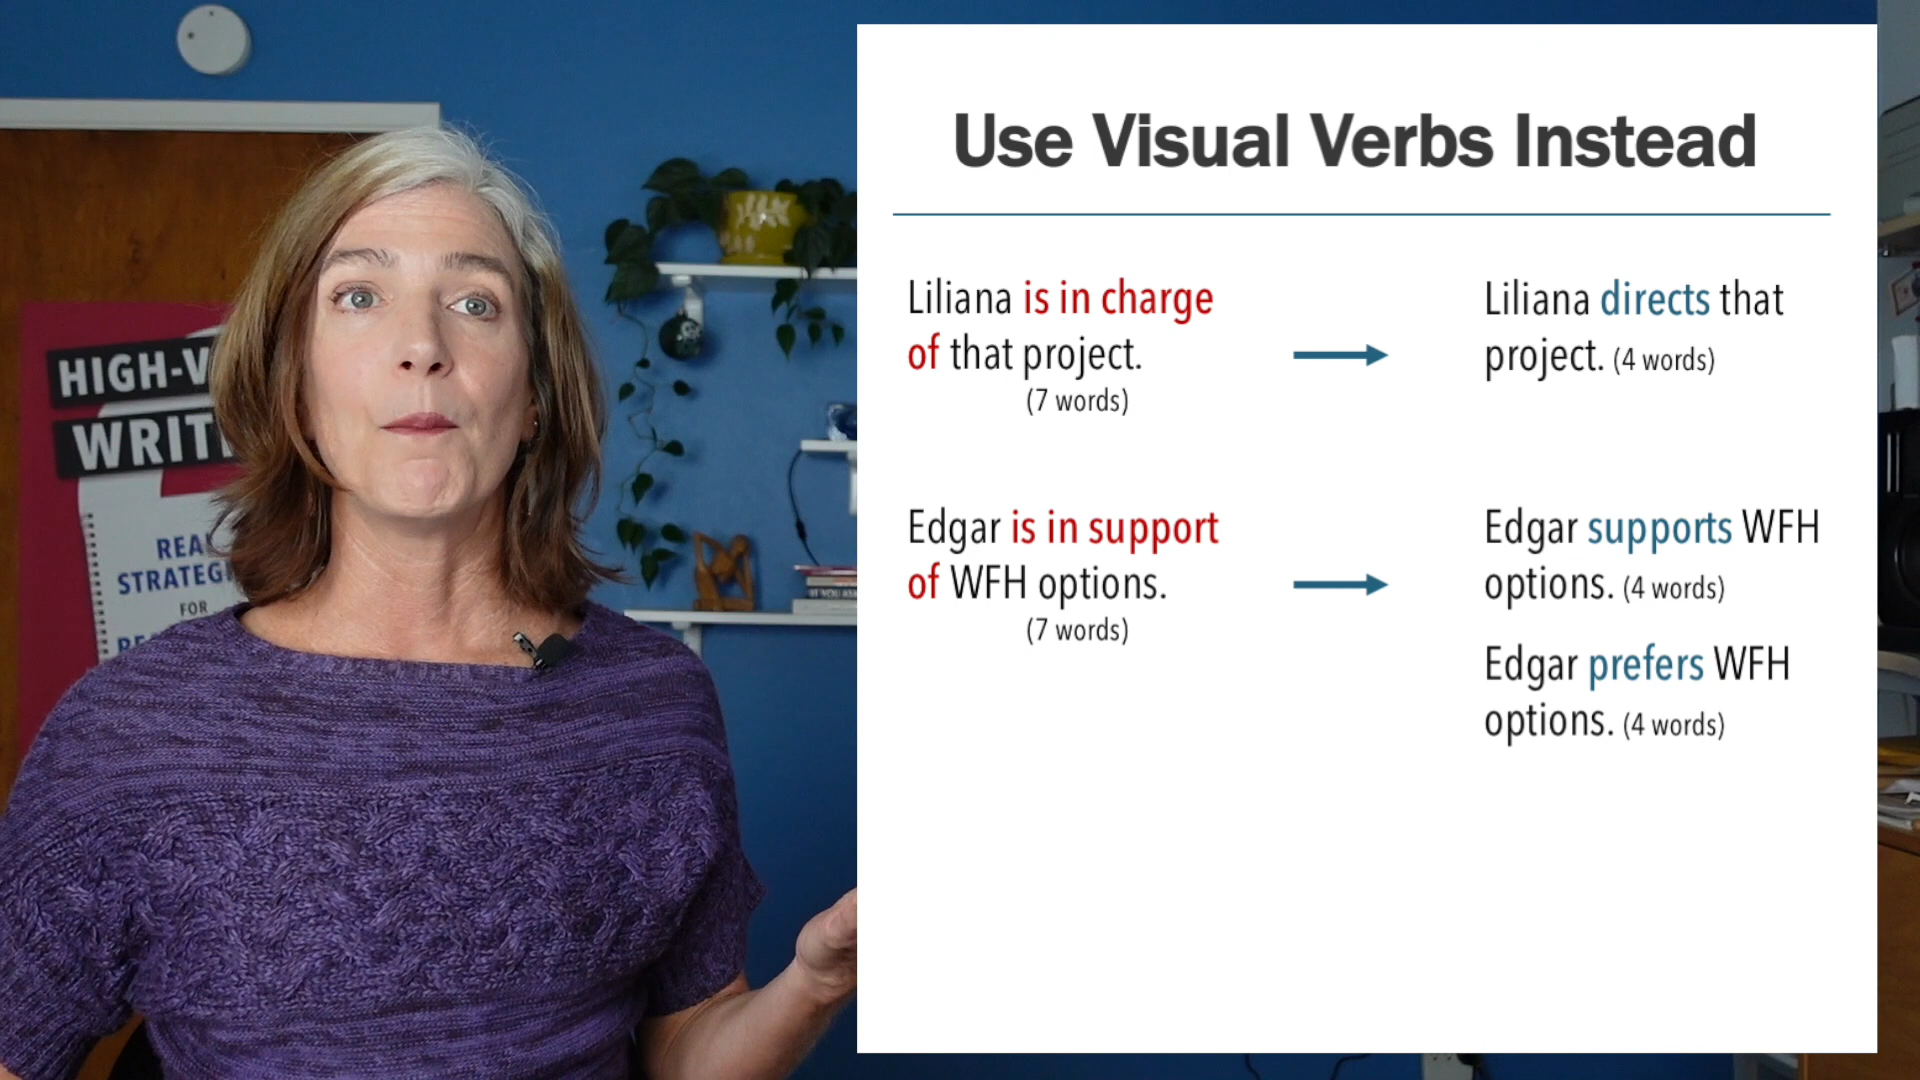 Use Visual Verbs Instead
Liliana is in charge
of that project.
(7 words)
Liliana directs that
project. (4 words)
Edgar is in support
of WFH options.
(7 words)
Edgar supports WFH
options. (4 words)
Edgar prefers WFH
options. (4 words)
HIGH-V
WRIT
REA
STRATEG
FOR